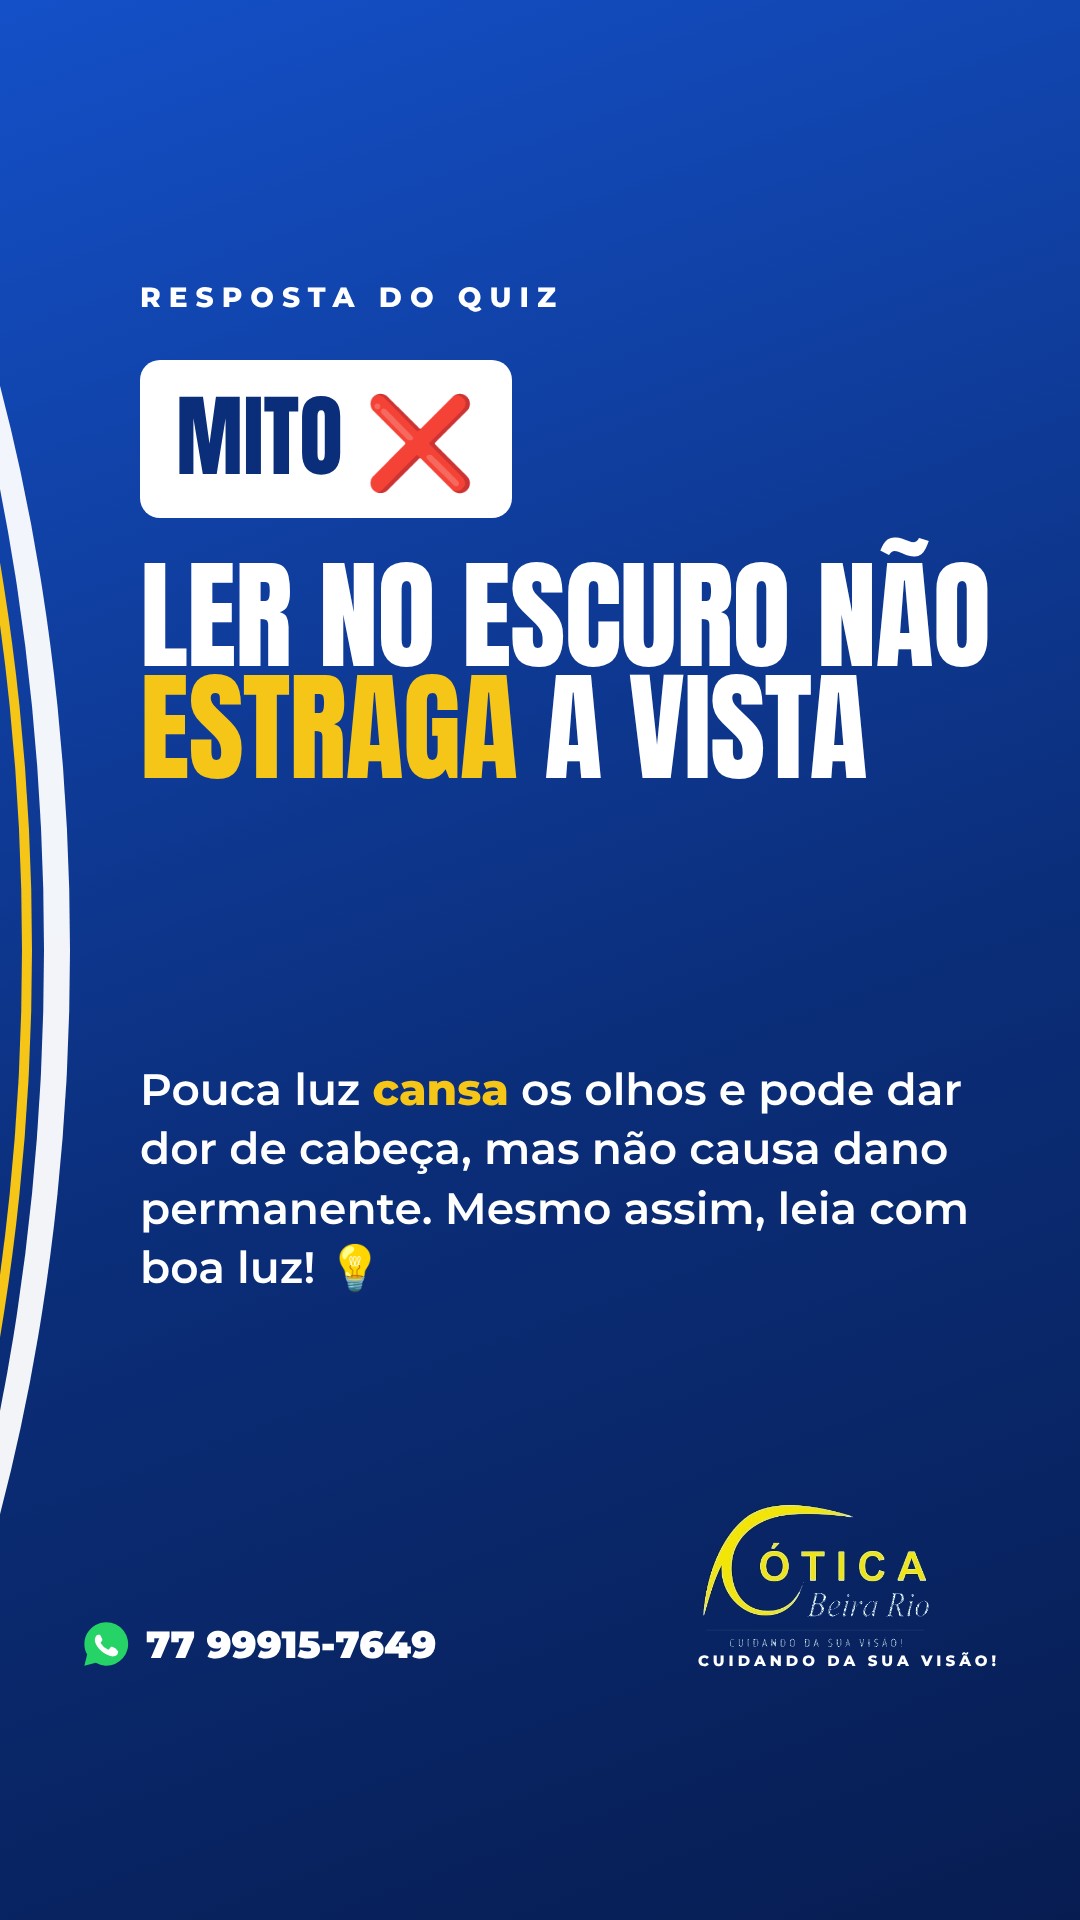 RESPOSTA DO QUIZ
MITO ❌
LER NO ESCURO NÃO
ESTRAGA A VISTA
Pouca luz cansa os olhos e pode dar
dor de cabeça, mas não causa dano
permanente. Mesmo assim, leia com
boa luz! 💡
ÓTICA
Beira Rio
CUIDANDO DA SUA VISÃO!
CUIDANDO DA SUA VISÃO!
77 99915-7649